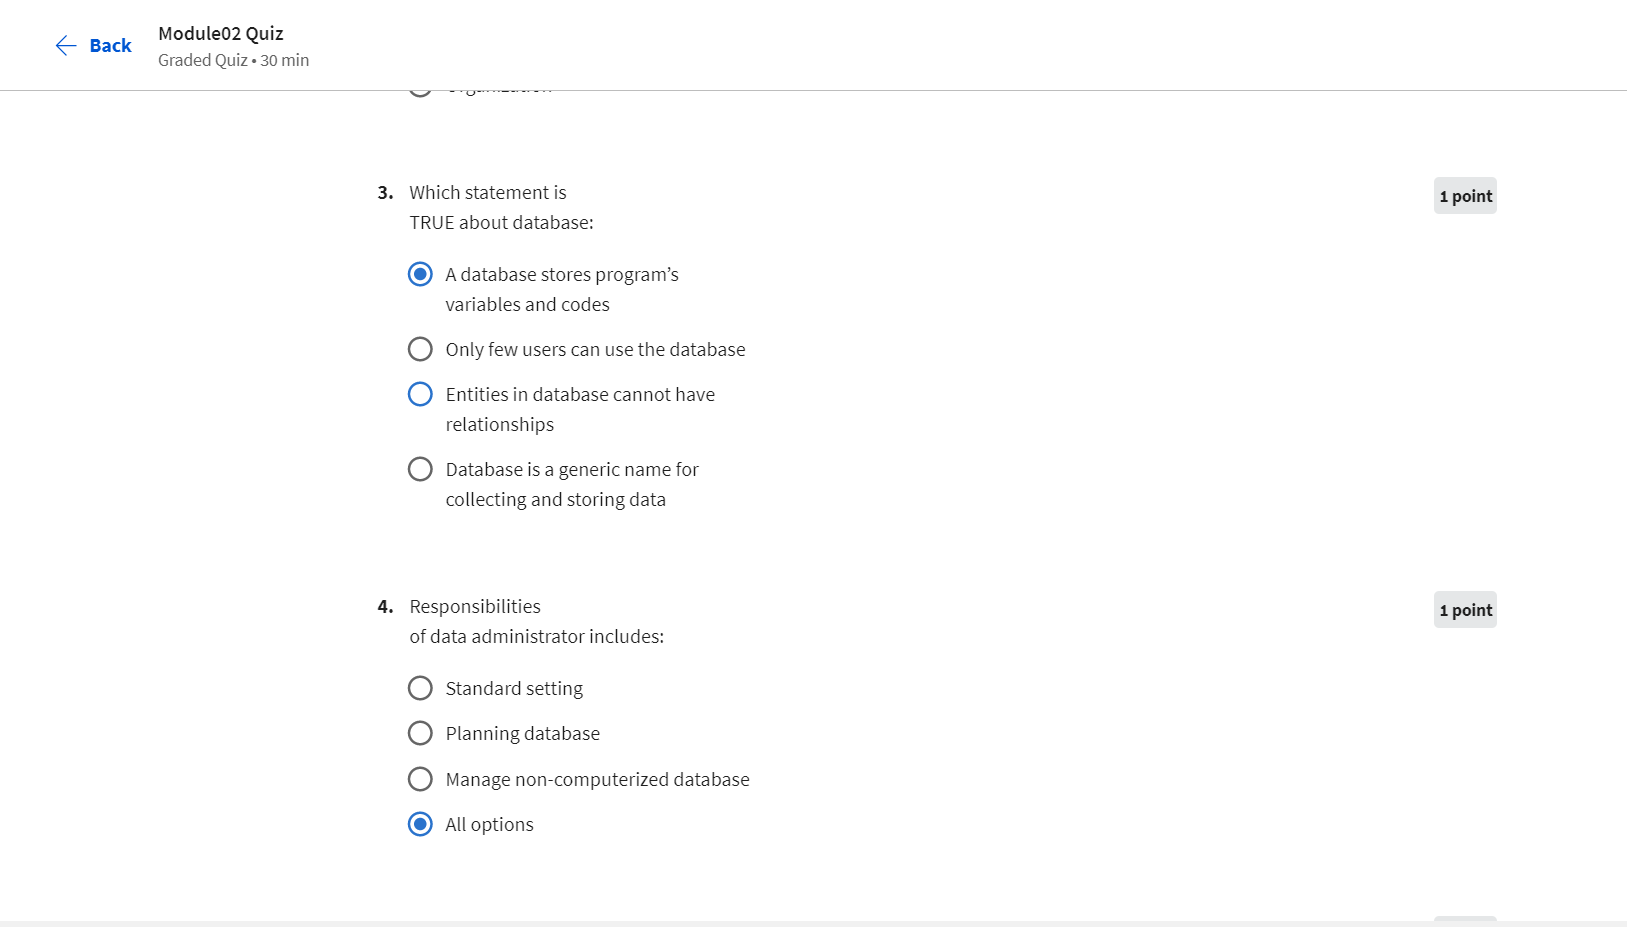 Back
Module02 Quiz
Graded Quiz • 30 min
3. Which statement is
TRUE about database:
1 point
A database stores program’s
variables and codes
Only few users can use the database
Entities in database cannot have
relationships
Database is a generic name for
collecting and storing data
4. Responsibilities
of data administrator includes:
1 point
Standard setting
Planning database
Manage non-computerized database
All options